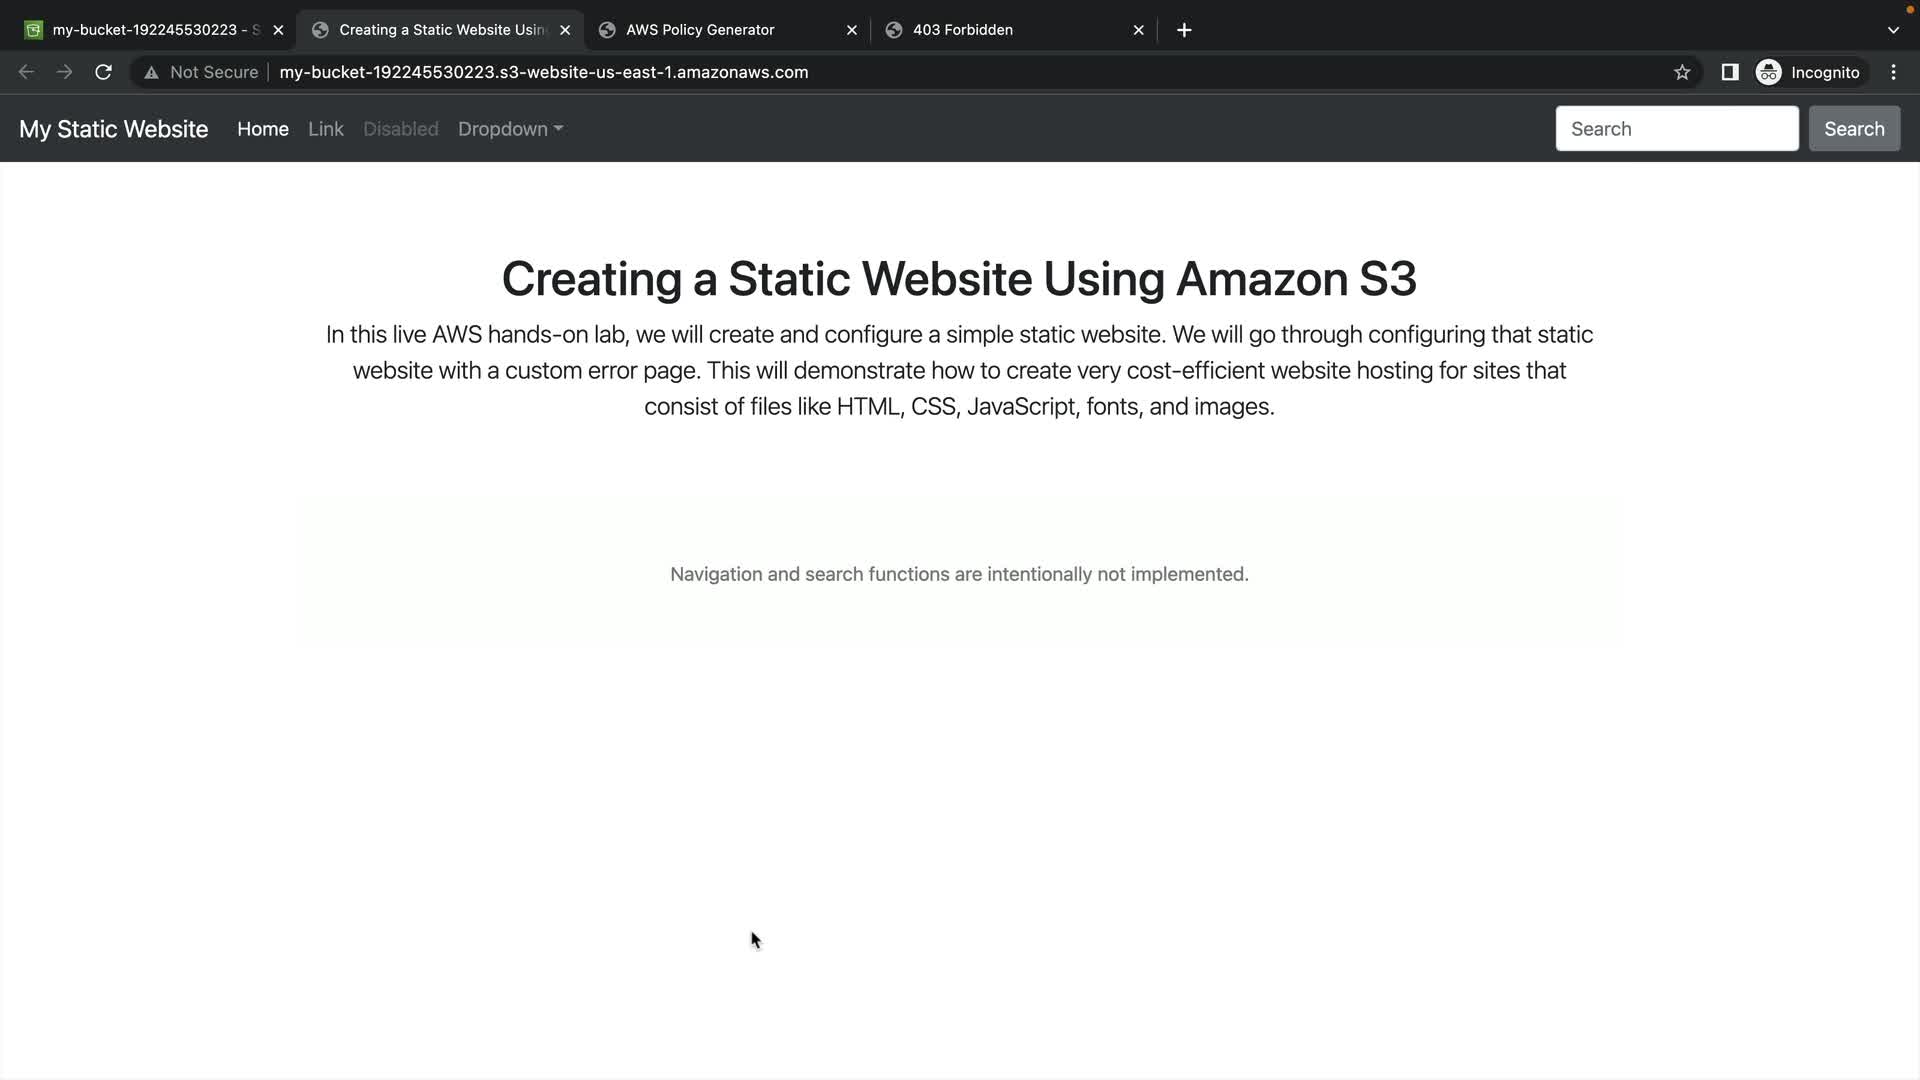 my-bucket-192245530223 - S
Creating a Static Website Usin
AWS Policy Generator
403 Forbidden
Not Secure
my-bucket-192245530223.s3-website-us-east-1.amazonaws.com
Incognito
My Static Website
Home
Link
Disabled
Dropdown
Search
Search
Creating a Static Website Using Amazon S3
In this live AWS hands-on lab, we will create and configure a simple static website. We will go through configuring that static
website with a custom error page. This will demonstrate how to create very cost-efficient website hosting for sites that
consist of files like HTML, CSS, JavaScript, fonts, and images.
Navigation and search functions are intentionally not implemented.